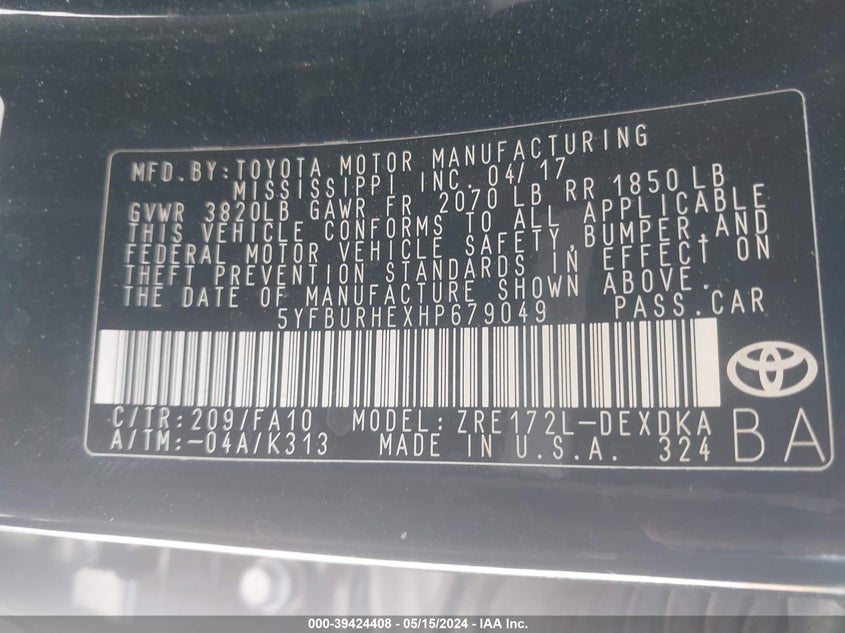 MFD. BY: TOYOTA MOTOR MANUFACTURING
MISSISSIPPI INC. 04/17
GVWR 3820LB GAWR FR 2070 LB RR 1850LB
THIS VEHICLE CONFORMS TO ALL APPLICABLE
FEDERAL MOTOR VEHICLE SAFETY, BUMPER, AND
THEFT PREVENTION STANDARDS IN EFFECT ON
THE DATE OF MANUFACTURE SHOWN ABOVE.
5YFBURHEXHP679049 PASS. CAR
C/TR: 209/FA10 MODEL: ZRE172L-DEXDKA
A/TM: -04A/K313 MADE IN U.S.A. 324
BA
000-39424408 - 05/15/2024 - IAA Inc.